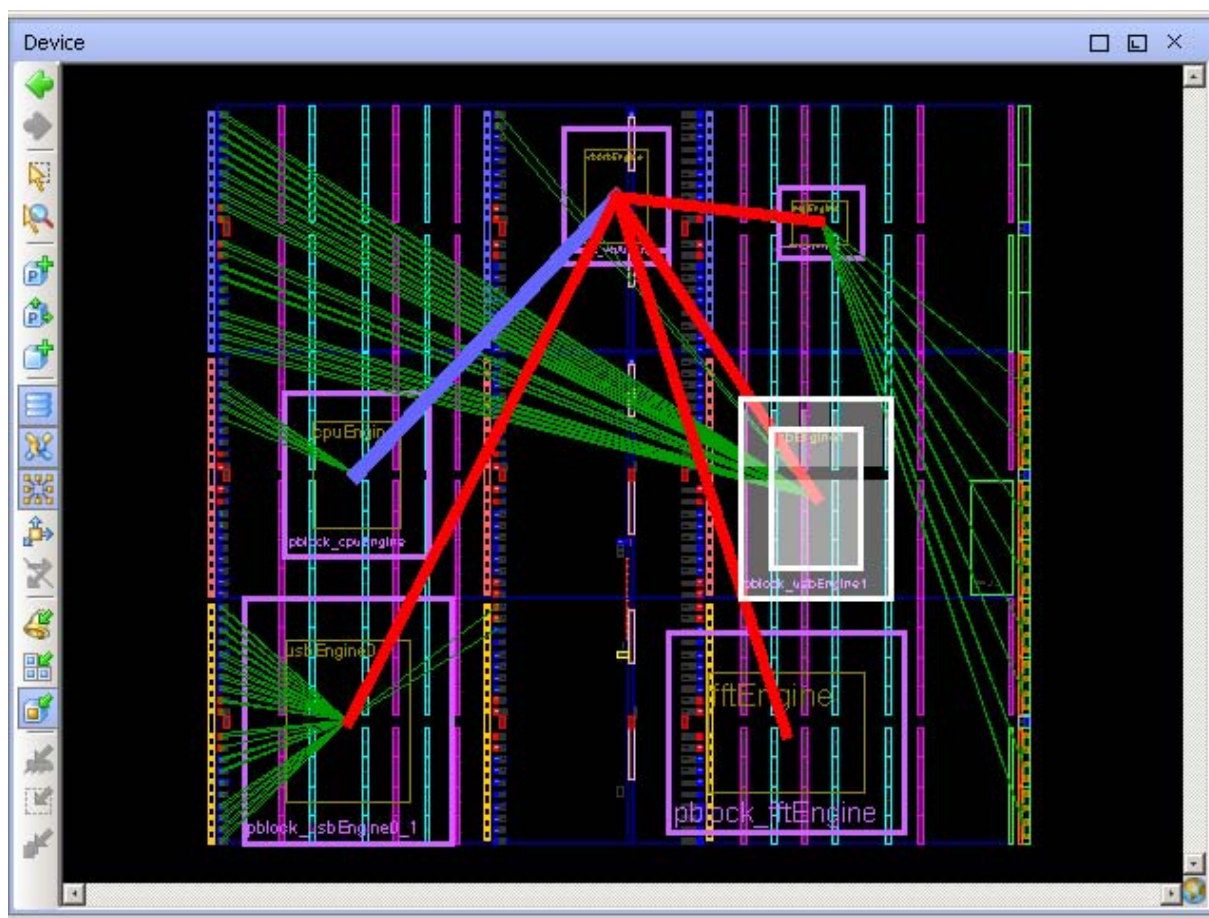 Device
cpuEngine
pblock_cpuEngine
pblock_usbEngine1
usbEngine0
fftEngine
pblock_usbEngine0_1
pblock_fftEngine